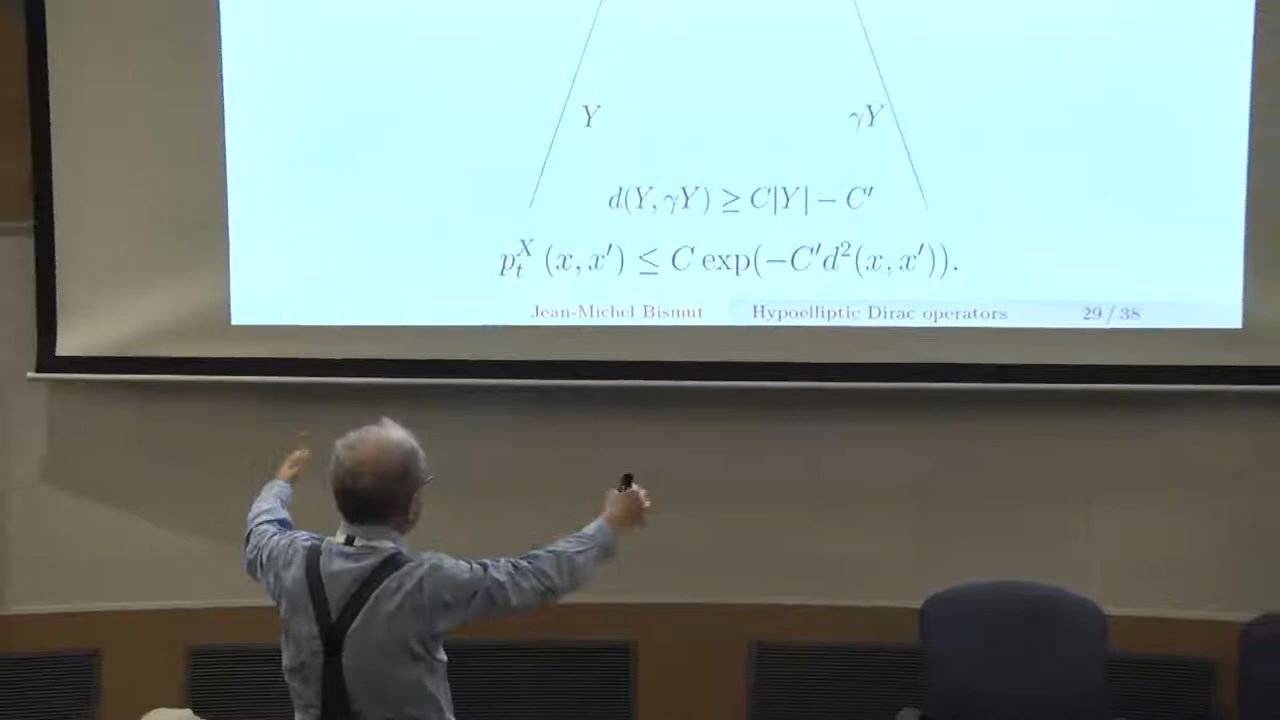 Y γY
d(Y, γY) ≥ C|Y| − C′
p_t^X (x, x′) ≤ C exp(−C′d²(x, x′)).
Jean-Michel Bismut Hypoelliptic Dirac operators 29 / 38